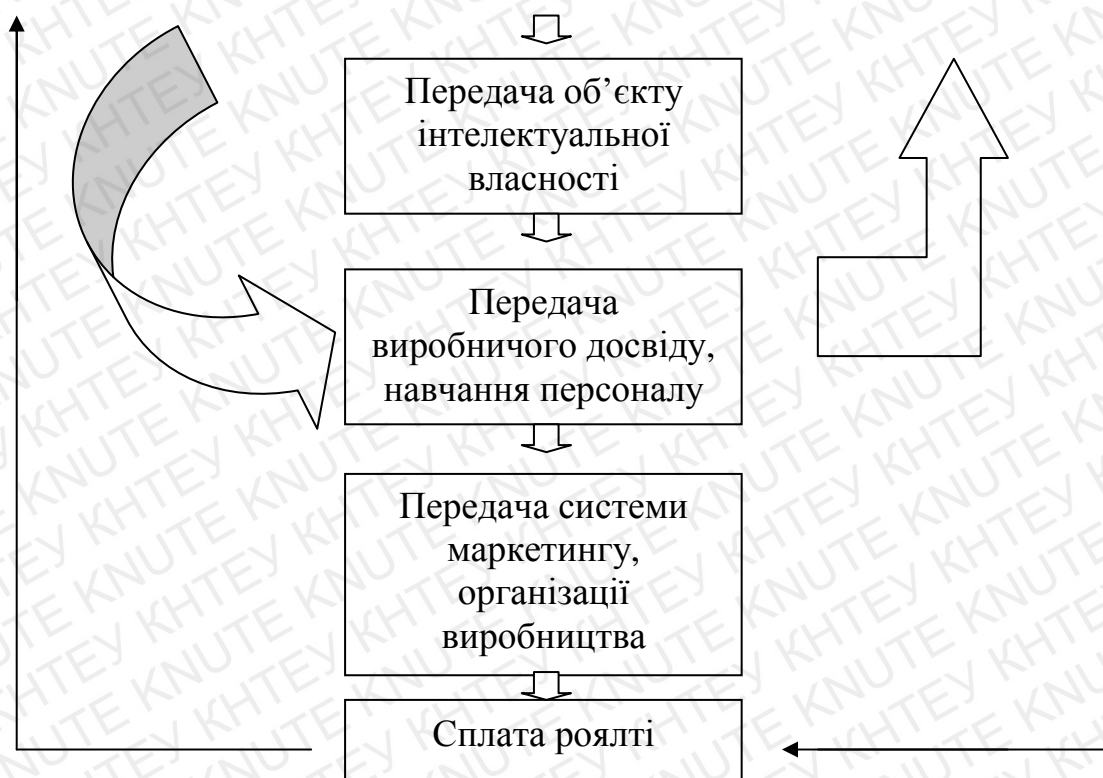 Передача об’єкту
інтелектуальної
власності
Передача
виробничого досвіду,
навчання персоналу
Передача системи
маркетингу,
організації
виробництва
Сплата роялті